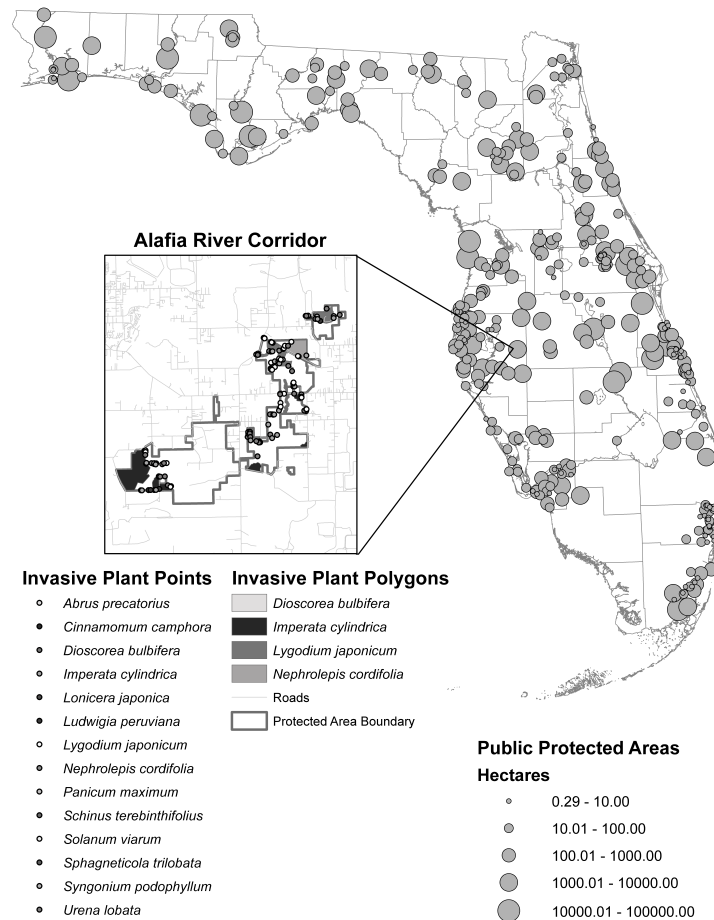 Alafia River Corridor
Invasive Plant Points
Abrus precatorius
Cinnamomum camphora
Dioscorea bulbifera
Imperata cylindrica
Lonicera japonica
Ludwigia peruviana
Lygodium japonicum
Nephrolepis cordifolia
Panicum maximum
Schinus terebinthifolius
Solanum viarum
Sphagneticola trilobata
Syngonium podophyllum
Urena lobata
Invasive Plant Polygons
Dioscorea bulbifera
Imperata cylindrica
Lygodium japonicum
Nephrolepis cordifolia
Roads
Protected Area Boundary
Public Protected Areas
Hectares
0.29 - 10.00
10.01 - 100.00
100.01 - 1000.00
1000.01 - 10000.00
10000.01 - 100000.00